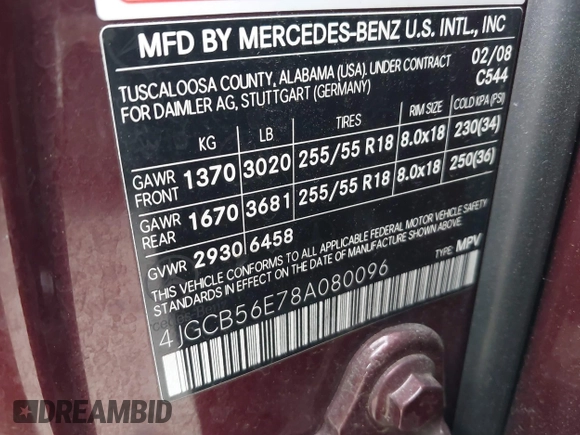 MFD BY MERCEDES-BENZ U.S. INTL., INC
TUSCALOOSA COUNTY, ALABAMA (USA). UNDER CONTRACT 02/08
FOR DAIMLER AG, STUTTGART (GERMANY) C544
KG LB TIRES RIM SIZE COLD KPA (PSI)
GAWR FRONT 1370 3020 255/55 R18 8.0x18 230(34)
GAWR REAR 1670 3681 255/55 R18 8.0x18 250(36)
GVWR 2930 6458
THIS VEHICLE CONFORMS TO ALL APPLICABLE FEDERAL MOTOR VEHICLE SAFETY
STANDARDS IN EFFECT ON THE DATE OF MANUFACTURE SHOWN ABOVE.
TYPE: MPV
4JGCB56E78A080096
DREAMBID